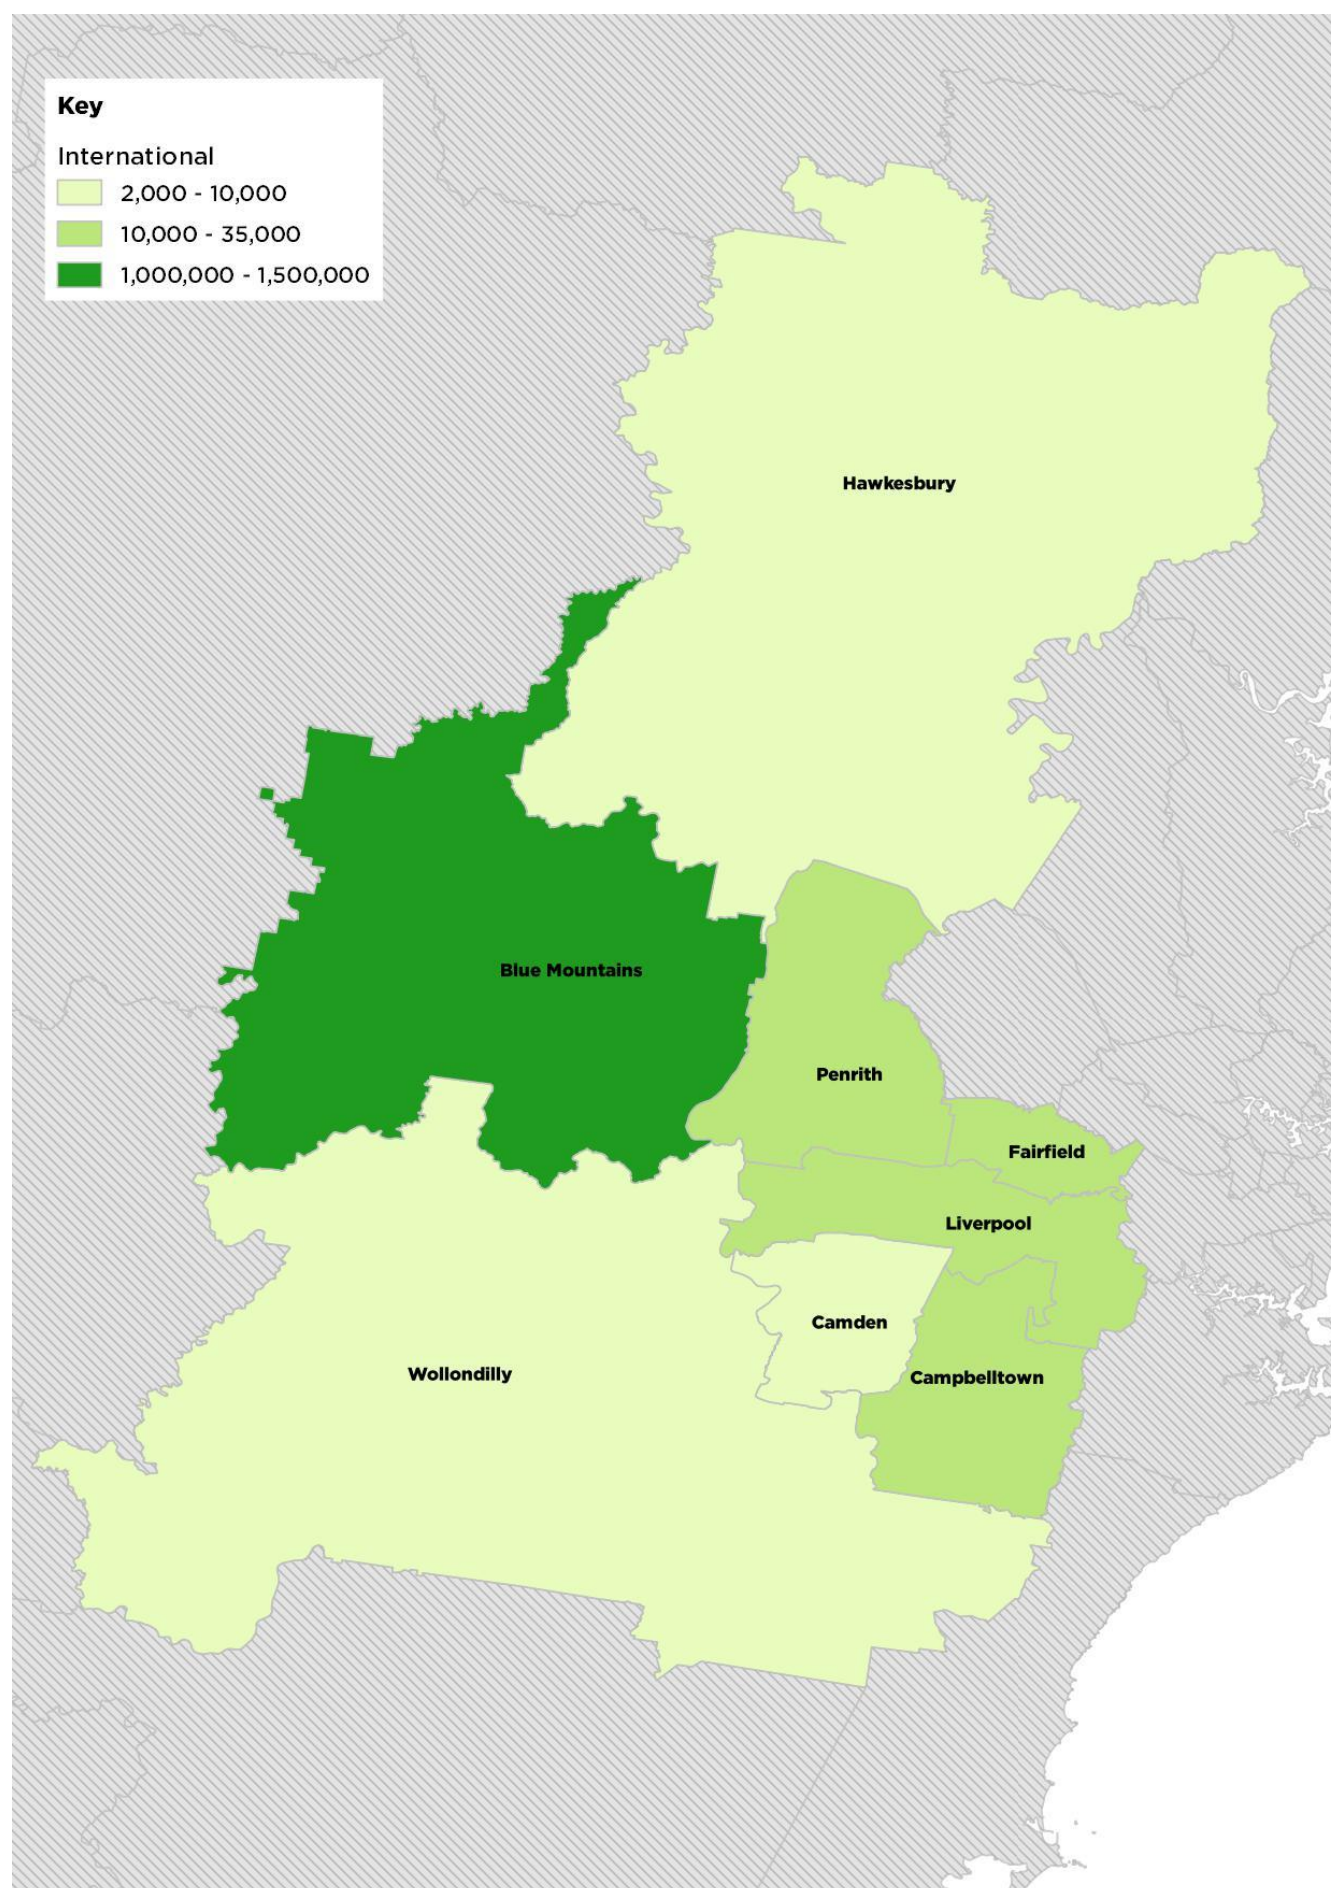 Key
International
2,000 - 10,000
10,000 - 35,000
1,000,000 - 1,500,000
Hawkesbury
Blue Mountains
Penrith
Fairfield
Liverpool
Camden
Wollondilly
Campbelltown